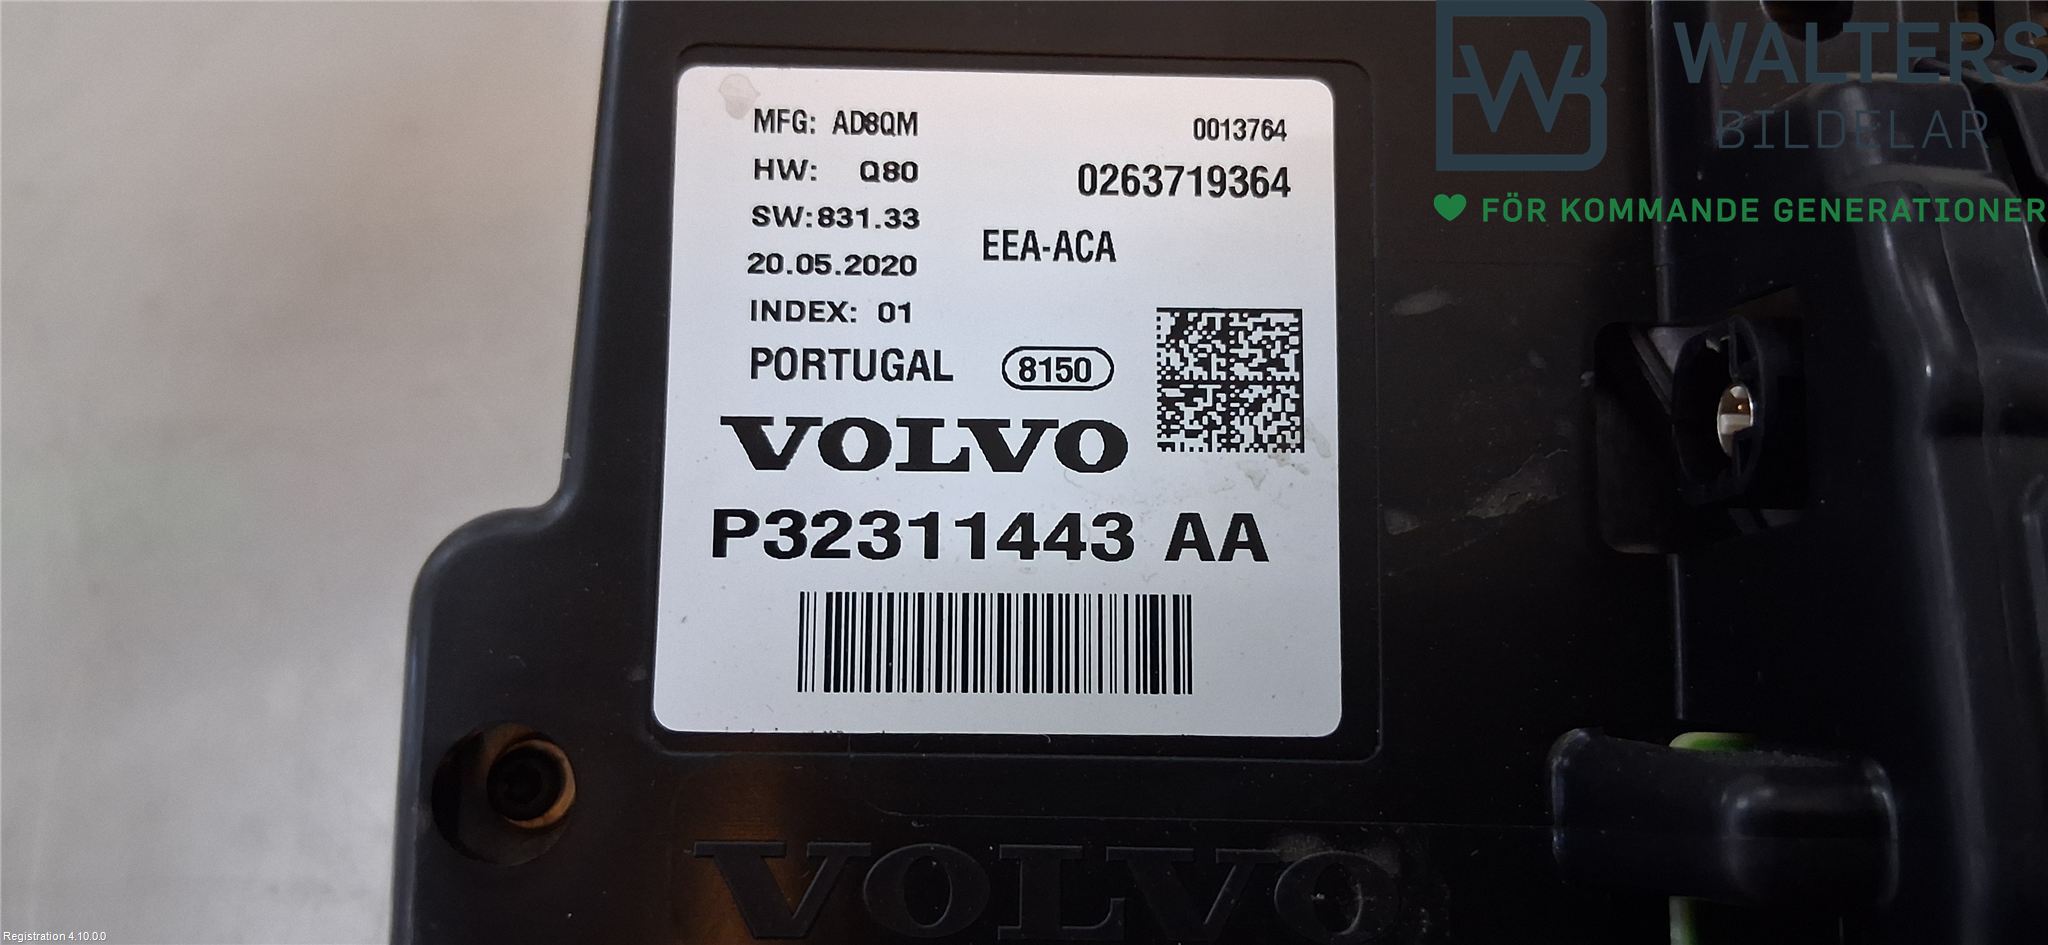 MFG: AD8QM
0013764
HW: Q80
0263719364
SW:831.33
EEA-ACA
20.05.2020
INDEX: 01
PORTUGAL
8150
VOLVO
P32311443 AA
VOLVO
WALTERS
BILDELAR
FÖR KOMMANDE GENERATIONER
Registration 4.10.0.0